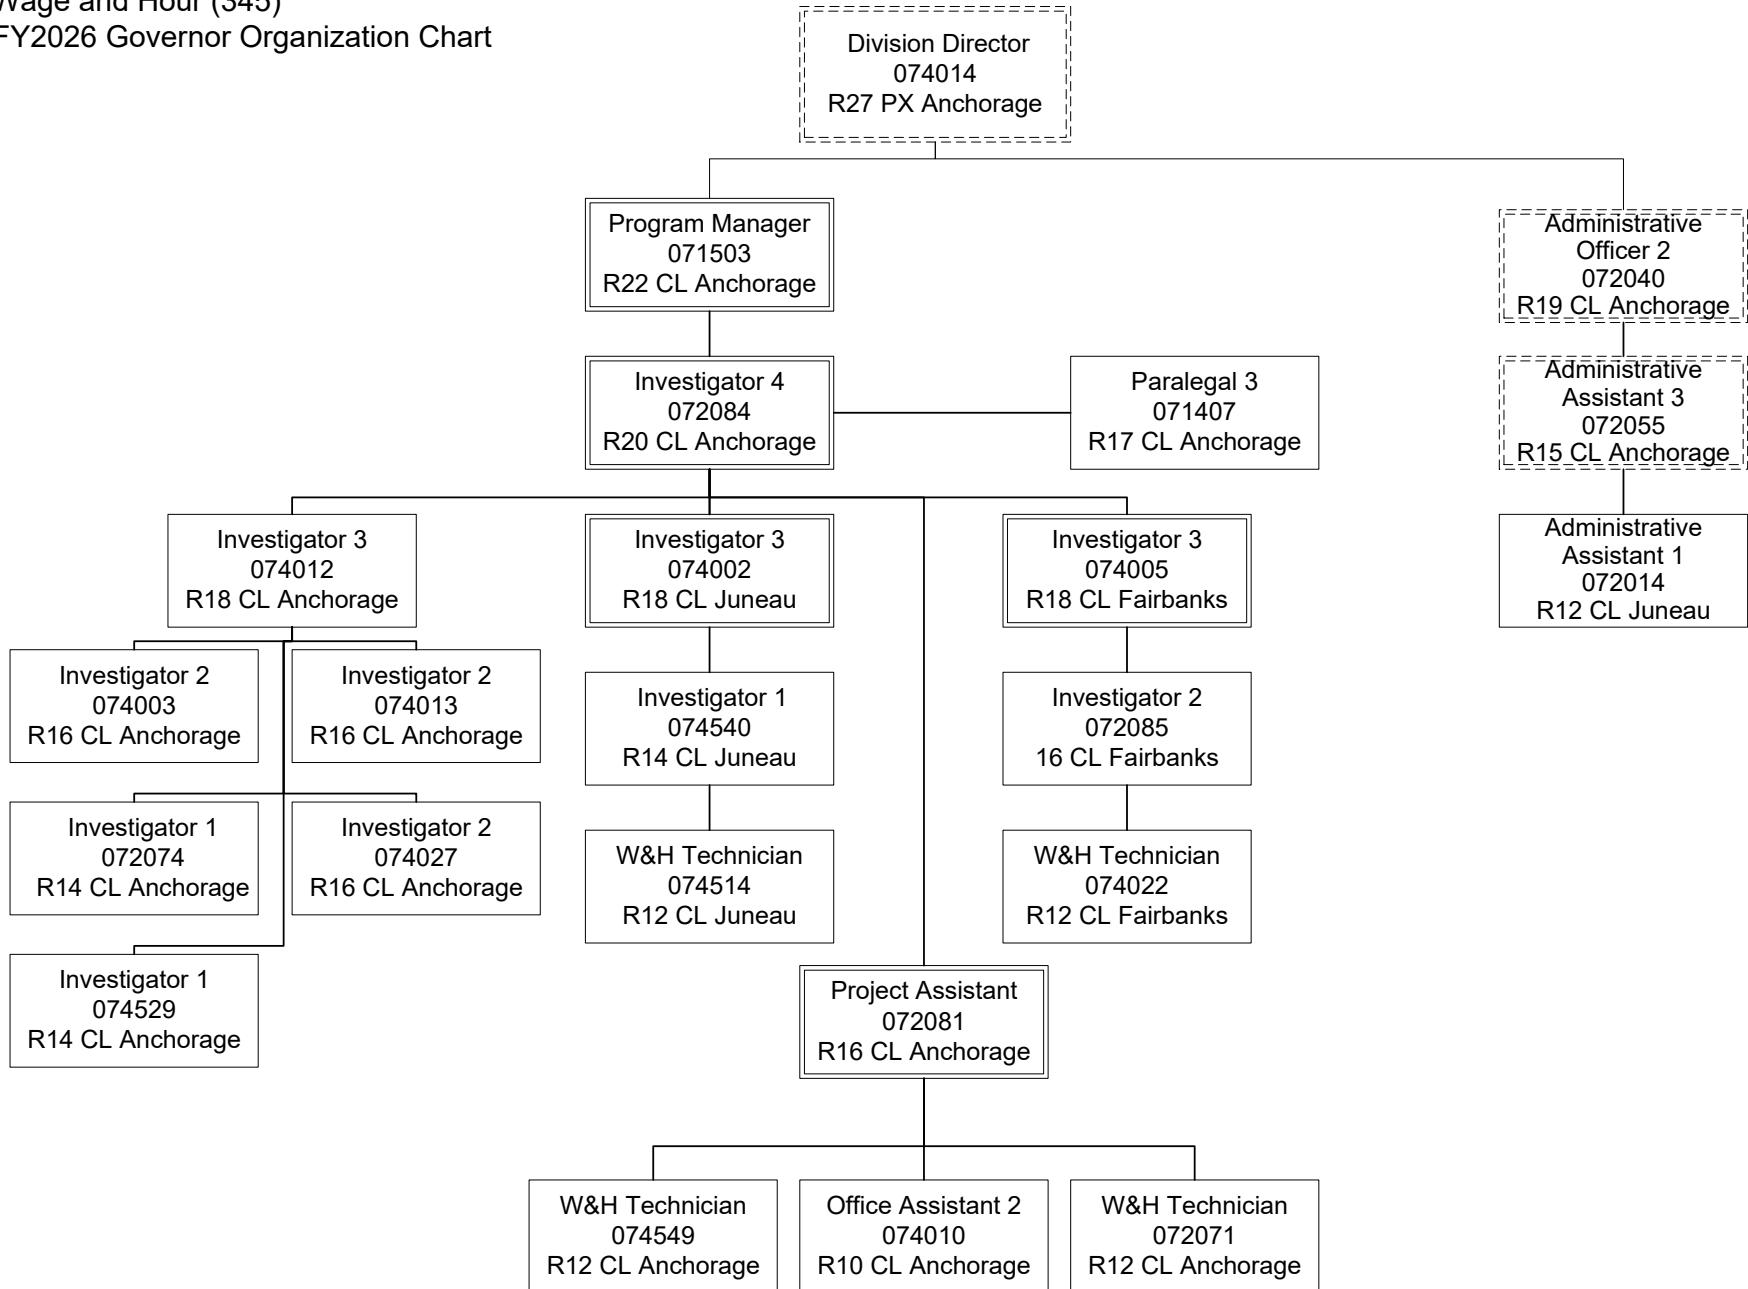 Wage and Hour (345)
FY2026 Governor Organization Chart
Division Director
074014
R27 PX Anchorage
Program Manager
071503
R22 CL Anchorage
Administrative
Officer 2
072040
R19 CL Anchorage
Investigator 4
072084
R20 CL Anchorage
Paralegal 3
071407
R17 CL Anchorage
Administrative
Assistant 3
072055
R15 CL Anchorage
Investigator 3
074012
R18 CL Anchorage
Investigator 3
074002
R18 CL Juneau
Investigator 3
074005
R18 CL Fairbanks
Administrative
Assistant 1
072014
R12 CL Juneau
Investigator 2
074003
R16 CL Anchorage
Investigator 2
074013
R16 CL Anchorage
Investigator 1
074540
R14 CL Juneau
Investigator 2
072085
16 CL Fairbanks
Investigator 1
072074
R14 CL Anchorage
Investigator 2
074027
R16 CL Anchorage
W&H Technician
074514
R12 CL Juneau
W&H Technician
074022
R12 CL Fairbanks
Investigator 1
074529
R14 CL Anchorage
Project Assistant
072081
R16 CL Anchorage
W&H Technician
074549
R12 CL Anchorage
Office Assistant 2
074010
R10 CL Anchorage
W&H Technician
072071
R12 CL Anchorage